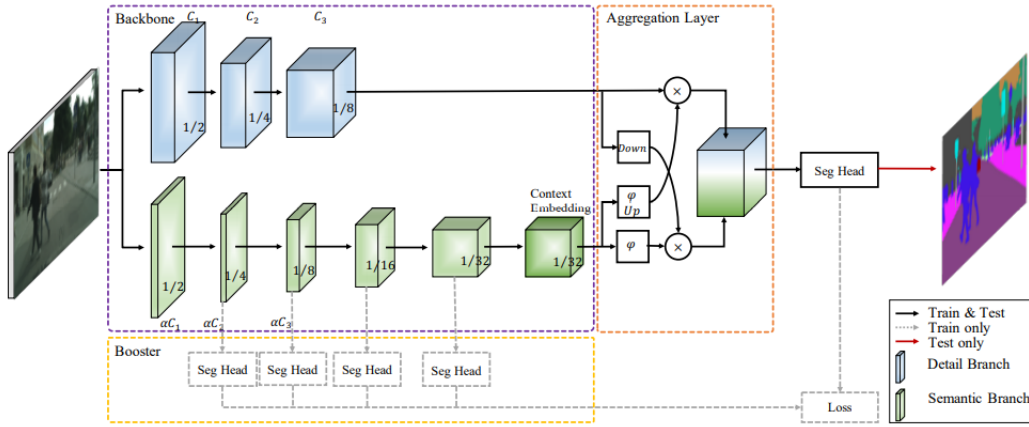 Backbone
C₁
C₂
C₃
Aggregation Layer
1/2
1/4
1/8
Down
φ
Up
φ
×
×
Seg Head
Context
Embedding
1/2
1/4
1/8
1/16
1/32
1/32
αC₁
αC₂
αC₃
Booster
Seg Head
Seg Head
Seg Head
Seg Head
Loss
Train & Test
Train only
Test only
Detail Branch
Semantic Branch